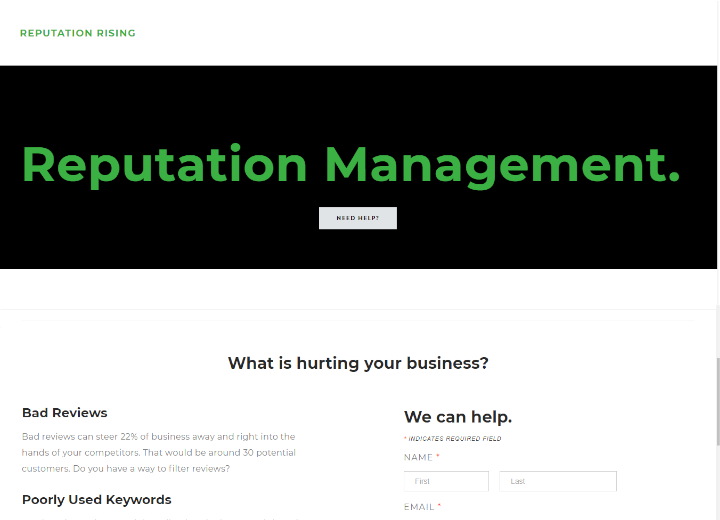 REPUTATION RISING
Reputation Management.
NEED HELP?
What is hurting your business?
Bad Reviews
Bad reviews can steer 22% of business away and right into the
hands of your competitors. That would be around 30 potential
customers. Do you have a way to filter reviews?
Poorly Used Keywords
We can help.
* INDICATES REQUIRED FIELD
NAME *
First
Last
EMAIL *